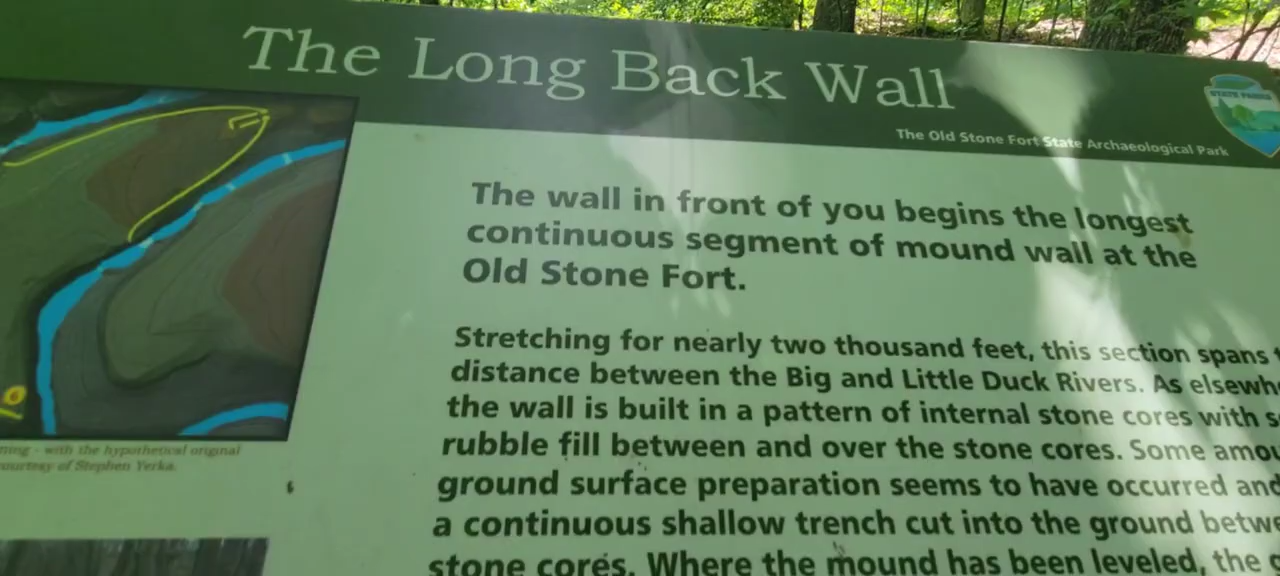 The Long Back Wall
STATE PARKS
The Old Stone Fort State Archaeological Park
The wall in front of you begins the longest
continuous segment of mound wall at the
Old Stone Fort.
Stretching for nearly two thousand feet, this section spans
distance between the Big and Little Duck Rivers. As
the wall is built in a pattern of internal stone cores with
rubble fill between and over the stone cores. Some
ground surface preparation seems to have occurred and
a continuous shallow trench cut into the ground
stone cores. Where the mound has been leveled, the
- with the hypothetical original
courtesy of Stephen Yerka.